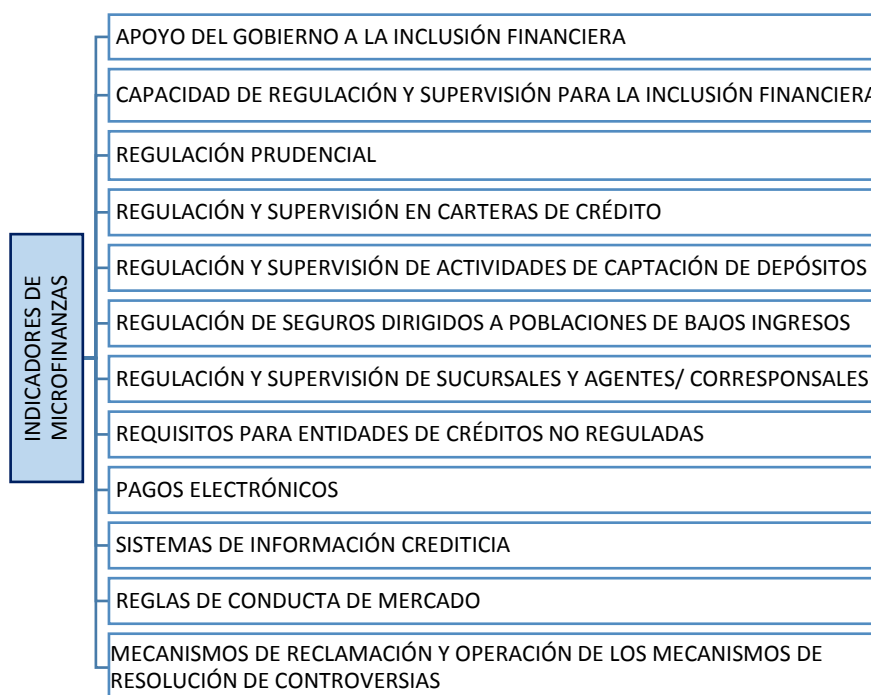 APOYO DEL GOBIERNO A LA INCLUSIÓN FINANCIERA
CAPACIDAD DE REGULACIÓN Y SUPERVISIÓN PARA LA INCLUSIÓN FINANCIERA
REGULACIÓN PRUDENCIAL
REGULACIÓN Y SUPERVISIÓN EN CARTERAS DE CRÉDITO
INDICADORES DE
MICROFINANZAS
REGULACIÓN Y SUPERVISIÓN DE ACTIVIDADES DE CAPTACIÓN DE DEPÓSITOS
REGULACIÓN DE SEGUROS DIRIGIDOS A POBLACIONES DE BAJOS INGRESOS
REGULACIÓN Y SUPERVISIÓN DE SUCURSALES Y AGENTES/ CORRESPONSALES
REQUISITOS PARA ENTIDADES DE CRÉDITOS NO REGULADAS
PAGOS ELECTRÓNICOS
SISTEMAS DE INFORMACIÓN CREDITICIA
REGLAS DE CONDUCTA DE MERCADO
MECANISMOS DE RECLAMACIÓN Y OPERACIÓN DE LOS MECANISMOS DE
RESOLUCIÓN DE CONTROVERSIAS